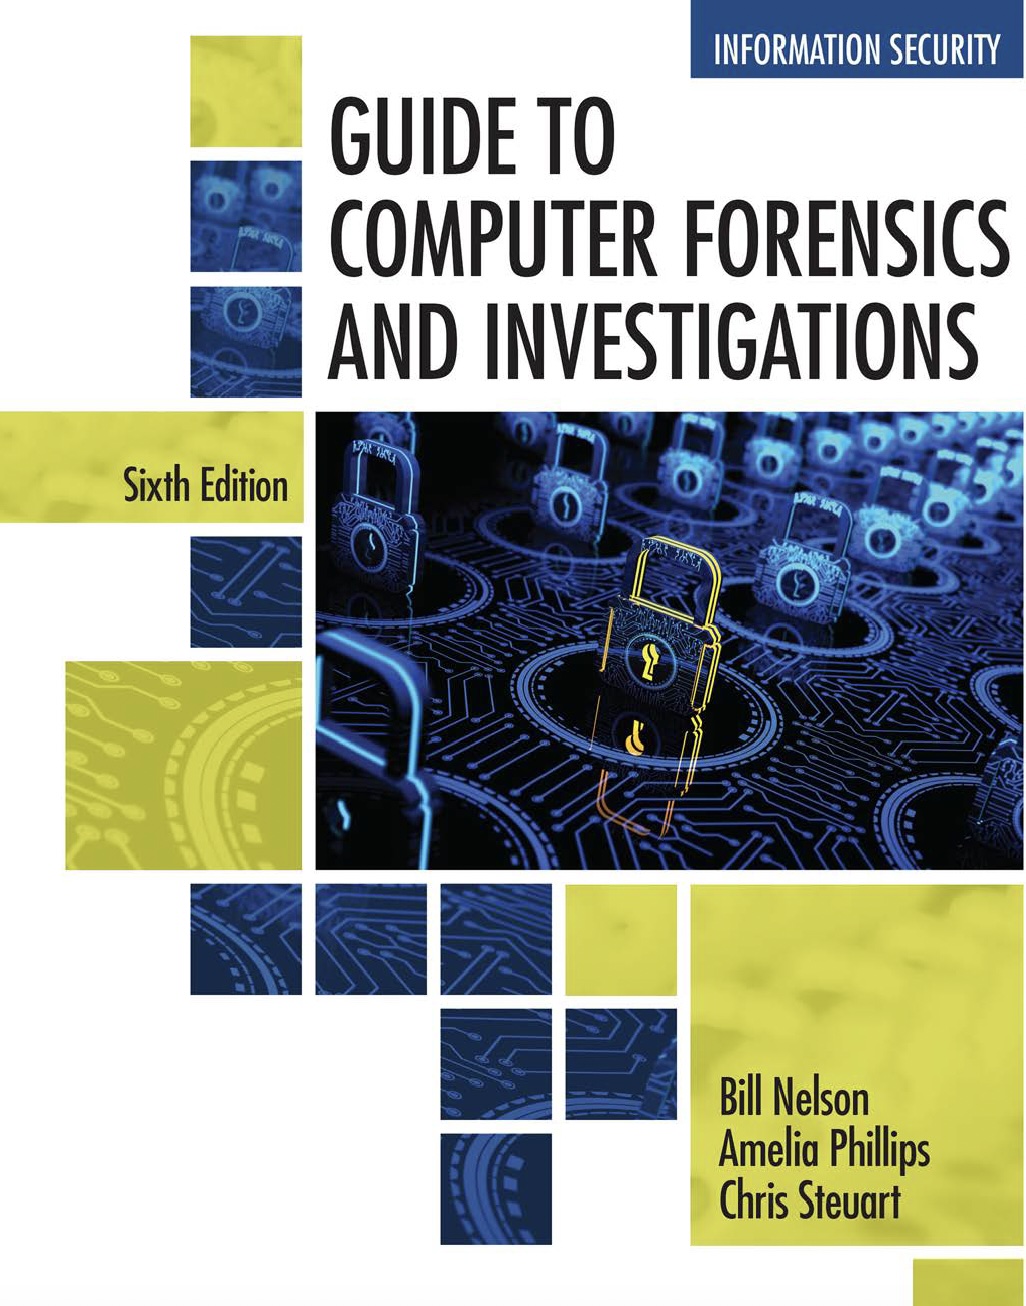 INFORMATION SECURITY
GUIDE TO
COMPUTER FORENSICS
AND INVESTIGATIONS
Sixth Edition
Bill Nelson
Amelia Phillips
Chris Steuart